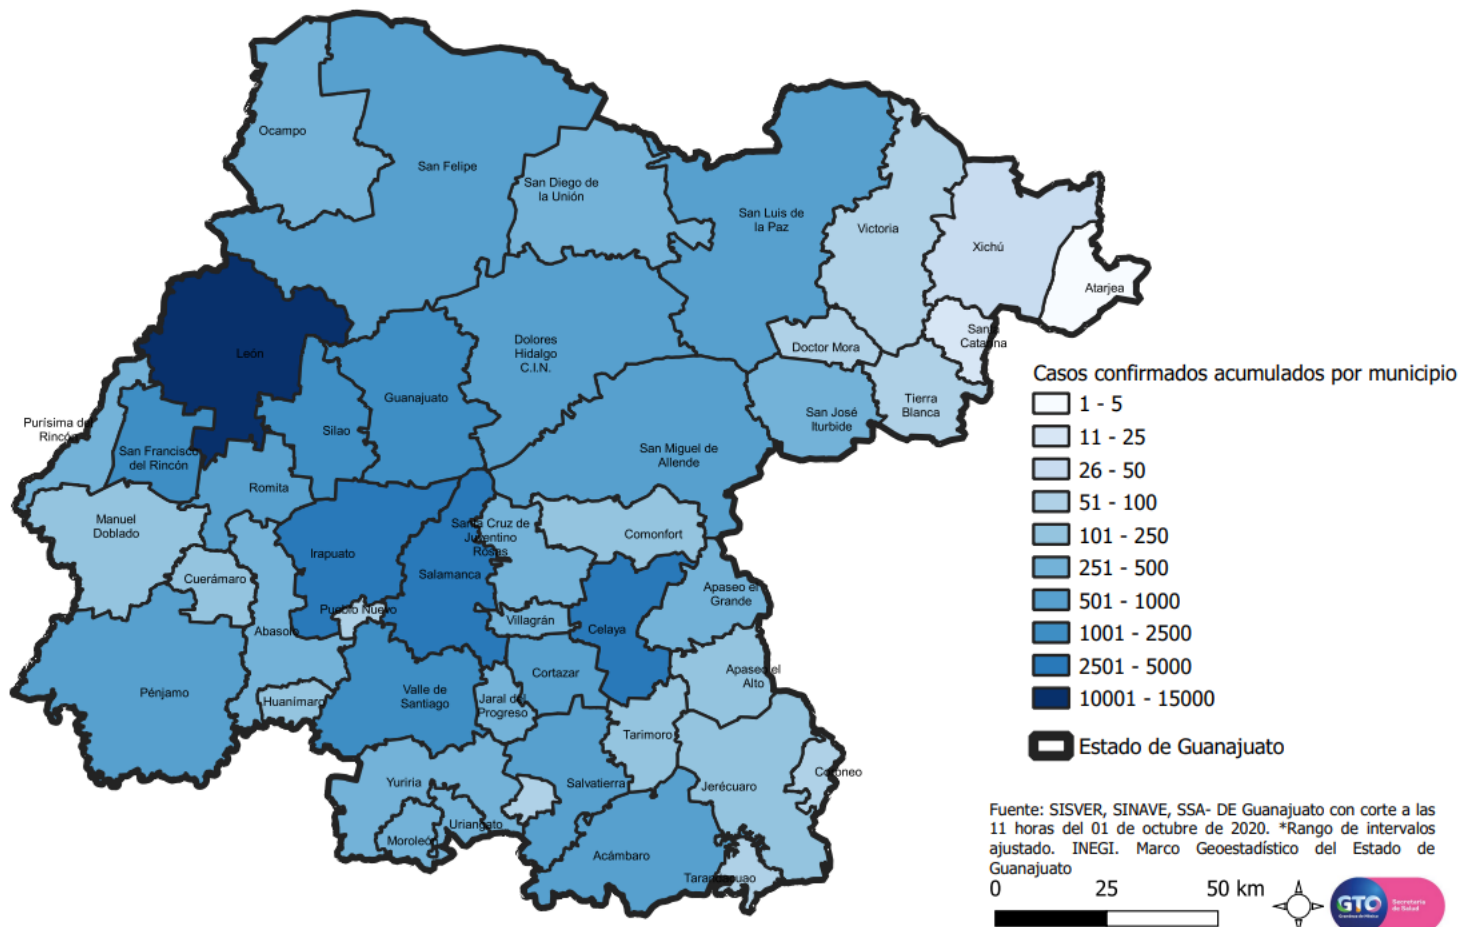 Ocampo
San Felipe
San Diego de
la Unión
San Luis de
la Paz
Victoria
Xichú
Atarjea
León
Dolores
Hidalgo
C.I.N.
Doctor Mora
Santa
Catarina
Guanajuato
Tierra
Blanca
San José
Iturbide
Purísima del
Rincón
Silao
San Francisco
del Rincón
San Miguel de
Allende
Romita
Manuel
Doblado
Santa Cruz de
Juventino
Rosas
Comonfort
Irapuato
Salamanca
Cuerámaro
Apaseo el
Grande
Pueblo Nuevo
Villagrán
Celaya
Abasolo
Cortazar
Apaseo el
Alto
Pénjamo
Valle de
Santiago
Huanímaro
Jaral del
Progreso
Tarimoro
Coroneo
Yuriria
Salvatierra
Jerécuaro
Uriangato
Moroleón
Acámbaro
Tarandacuao
Casos confirmados acumulados por municipio
1 - 5
11 - 25
26 - 50
51 - 100
101 - 250
251 - 500
501 - 1000
1001 - 2500
2501 - 5000
10001 - 15000
Estado de Guanajuato
Fuente: SISVER, SINAVE, SSA- DE Guanajuato con corte a las
11 horas del 01 de octubre de 2020. *Rango de intervalos
ajustado. INEGI. Marco Geoestadístico del Estado de
Guanajuato
0 25 50 km
GTO
Secretaría
de Salud